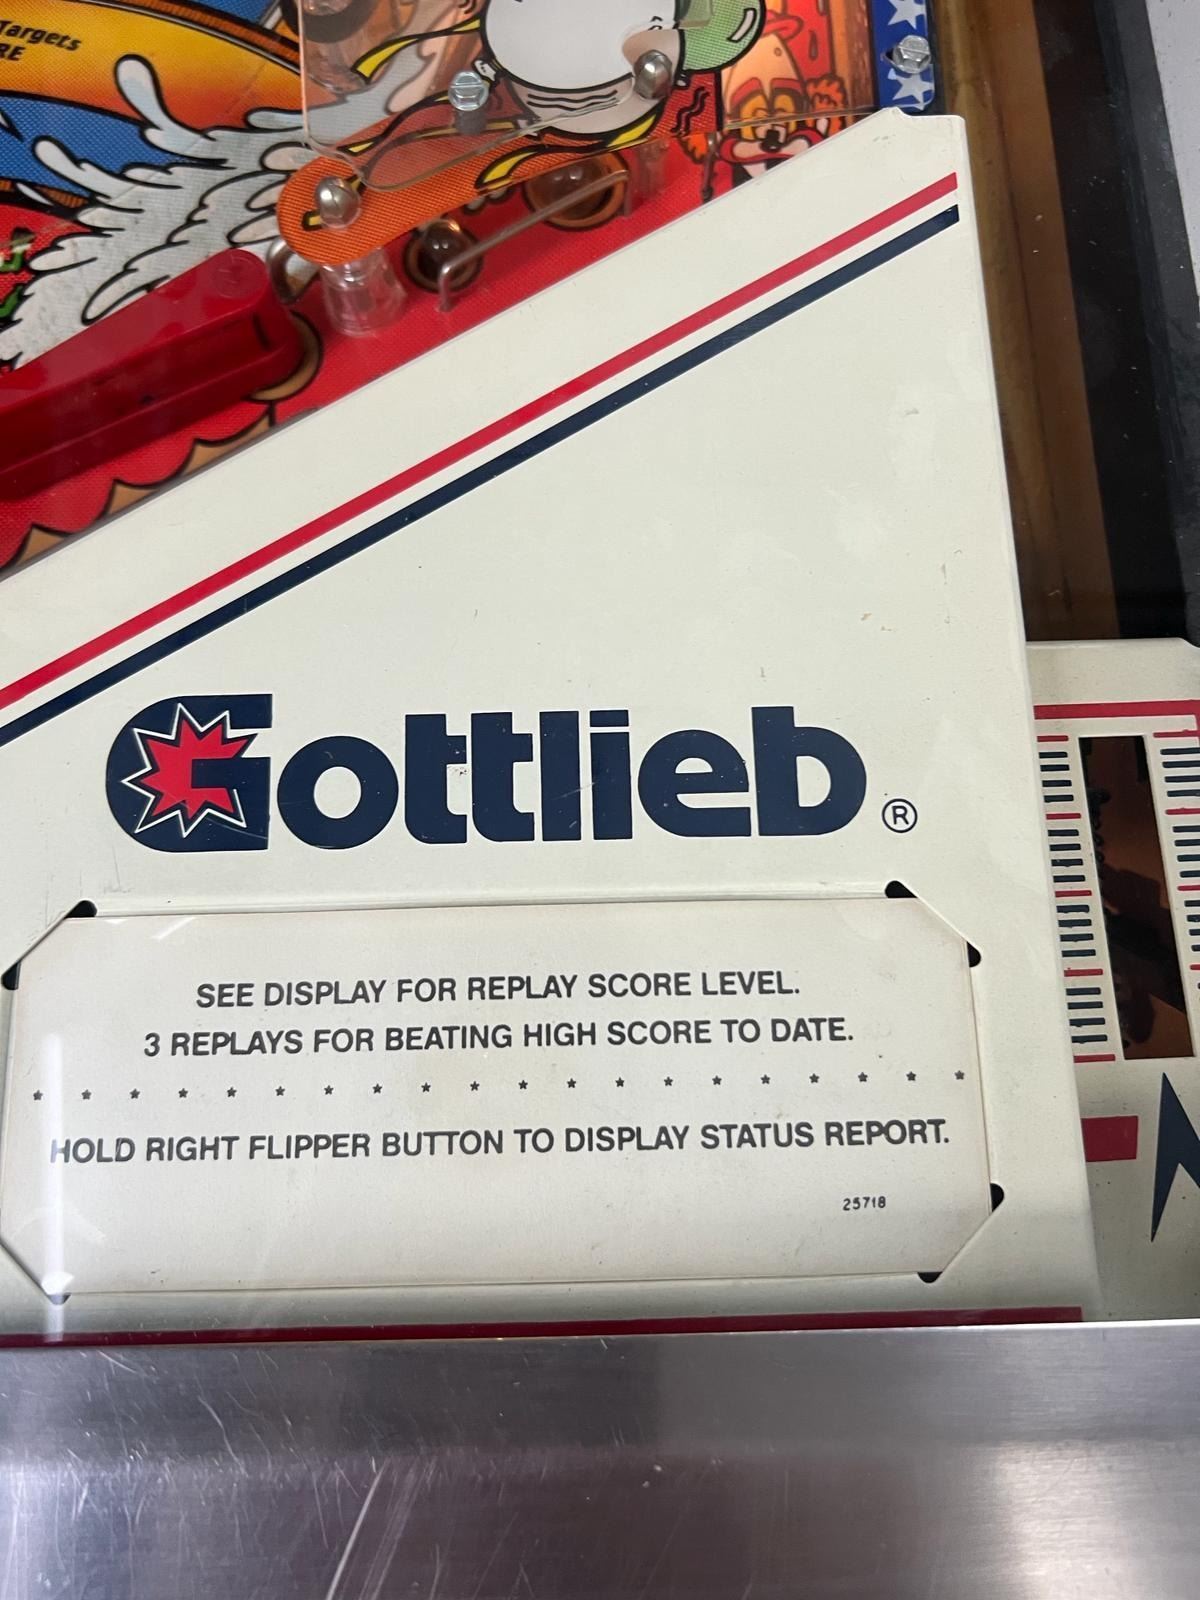 Targets
RE
Gottlieb ®
SEE DISPLAY FOR REPLAY SCORE LEVEL.
3 REPLAYS FOR BEATING HIGH SCORE TO DATE.
HOLD RIGHT FLIPPER BUTTON TO DISPLAY STATUS REPORT.
25718